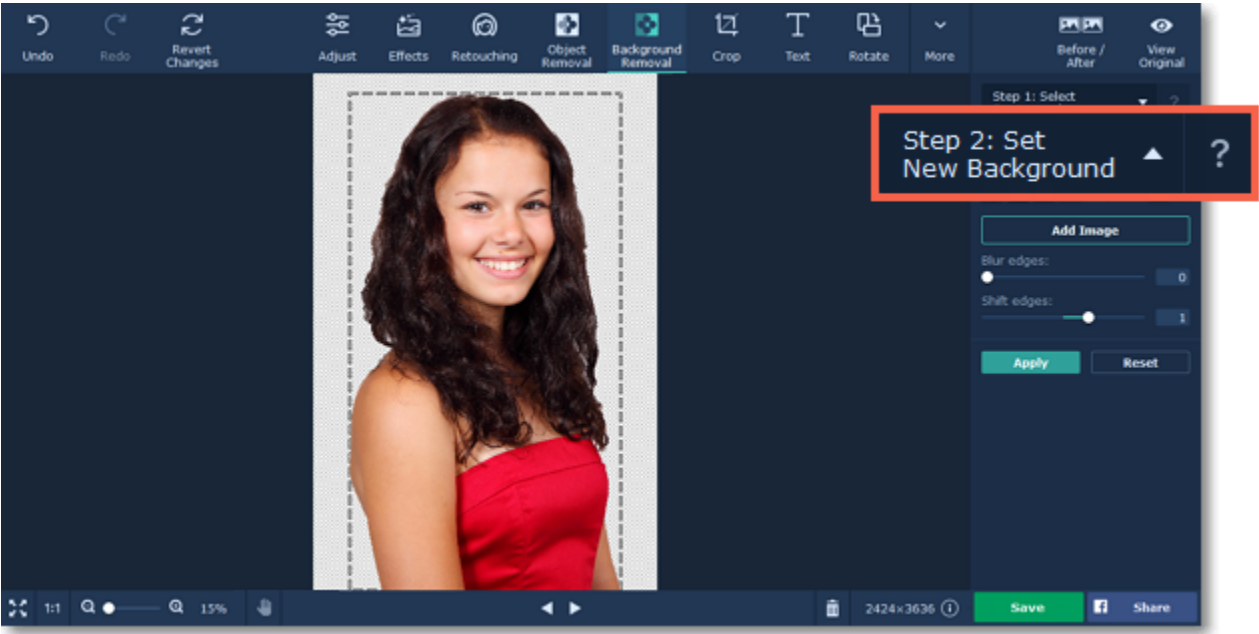 Undo
Redo
Revert
Changes
Adjust
Effects
Retouching
Object
Removal
Background
Removal
Crop
Text
Rotate
More
Before /
After
View
Original
Step 1: Select
?
Step 2: Set
New Background
?
Add Image
Blur edges:
0
Shift edges:
1
Apply
Reset
1:1
15%
2424×3636
Save
Share